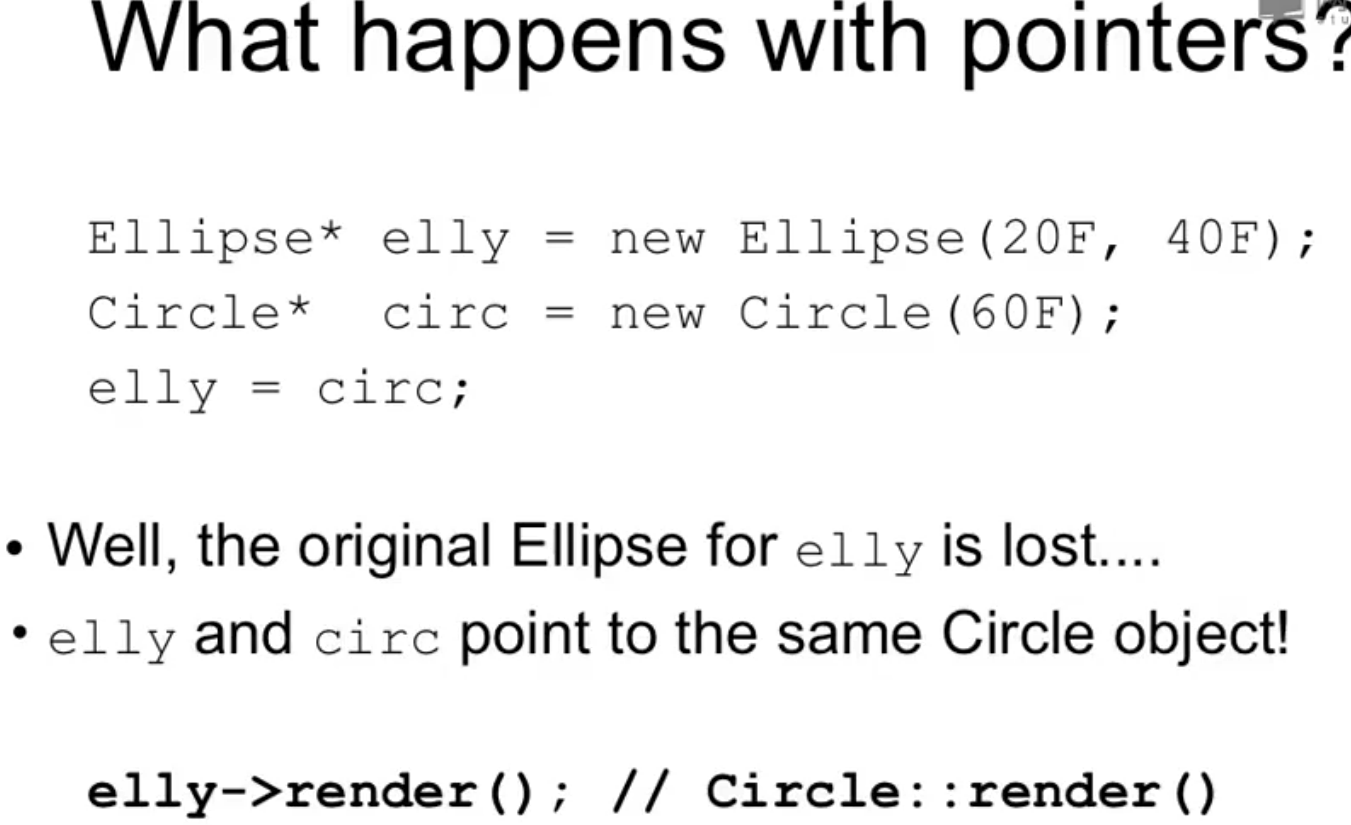 What happens with pointers?
Ellipse* elly = new Ellipse(20F, 40F);
Circle*  circ = new Circle(60F);
elly = circ;
• Well, the original Ellipse for elly is lost....
• elly and circ point to the same Circle object!
elly->render(); // Circle::render()